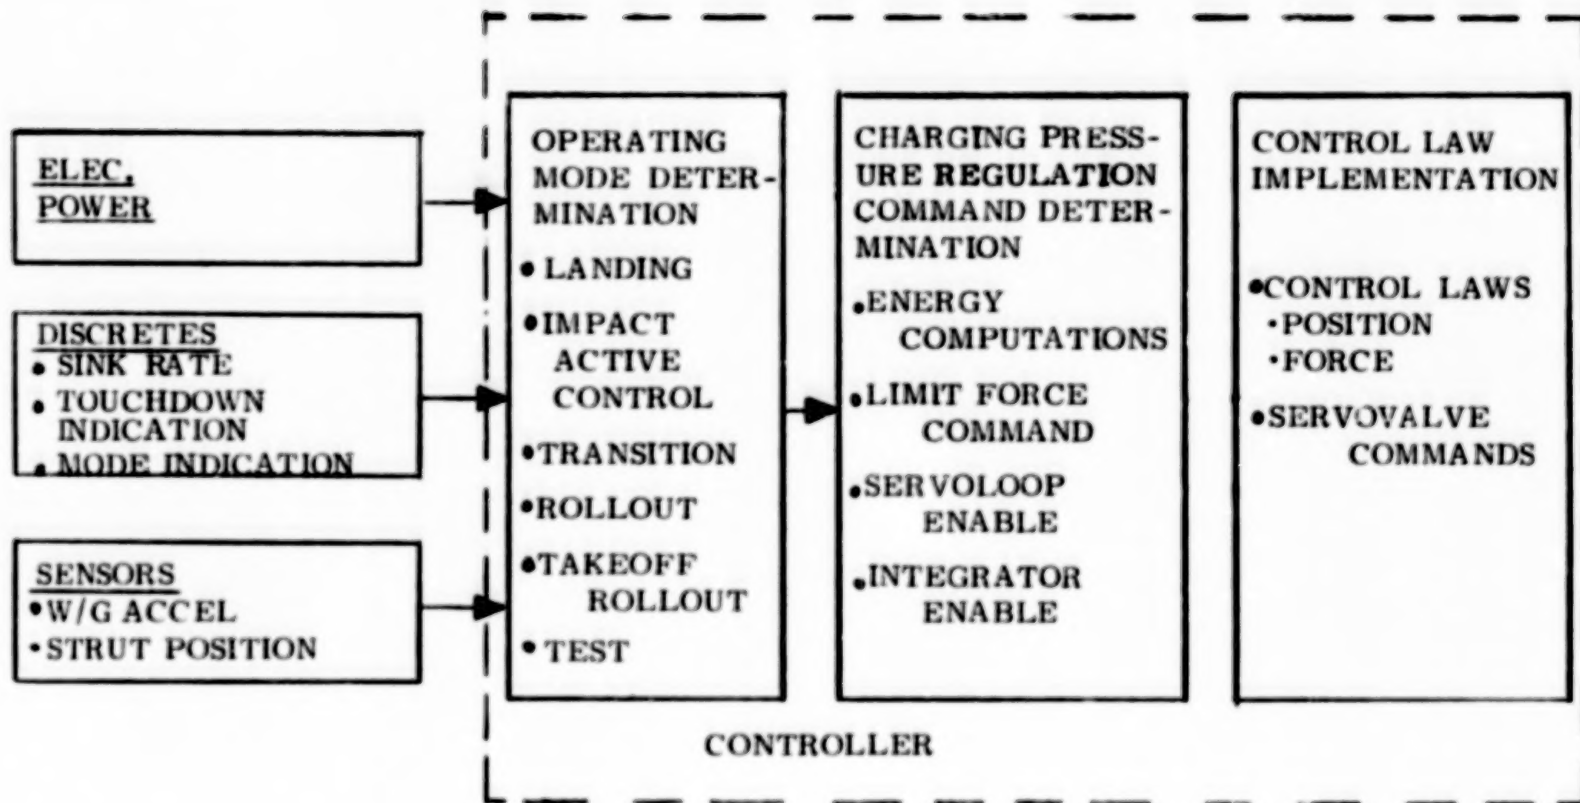 ELEC.
POWER
DISCRETES
• SINK RATE
• TOUCHDOWN
INDICATION
• MODE INDICATION
SENSORS
• W/G ACCEL
• STRUT POSITION
OPERATING
MODE DETER-
MINATION
• LANDING
• IMPACT
ACTIVE
CONTROL
• TRANSITION
• ROLLOUT
• TAKEOFF
ROLLOUT
• TEST
CHARGING PRESS-
URE REGULATION
COMMAND DETER-
MINATION
• ENERGY
COMPUTATIONS
• LIMIT FORCE
COMMAND
• SERVOLOOP
ENABLE
• INTEGRATOR
ENABLE
CONTROL LAW
IMPLEMENTATION
• CONTROL LAWS
• POSITION
• FORCE
• SERVOVALVE
COMMANDS
CONTROLLER